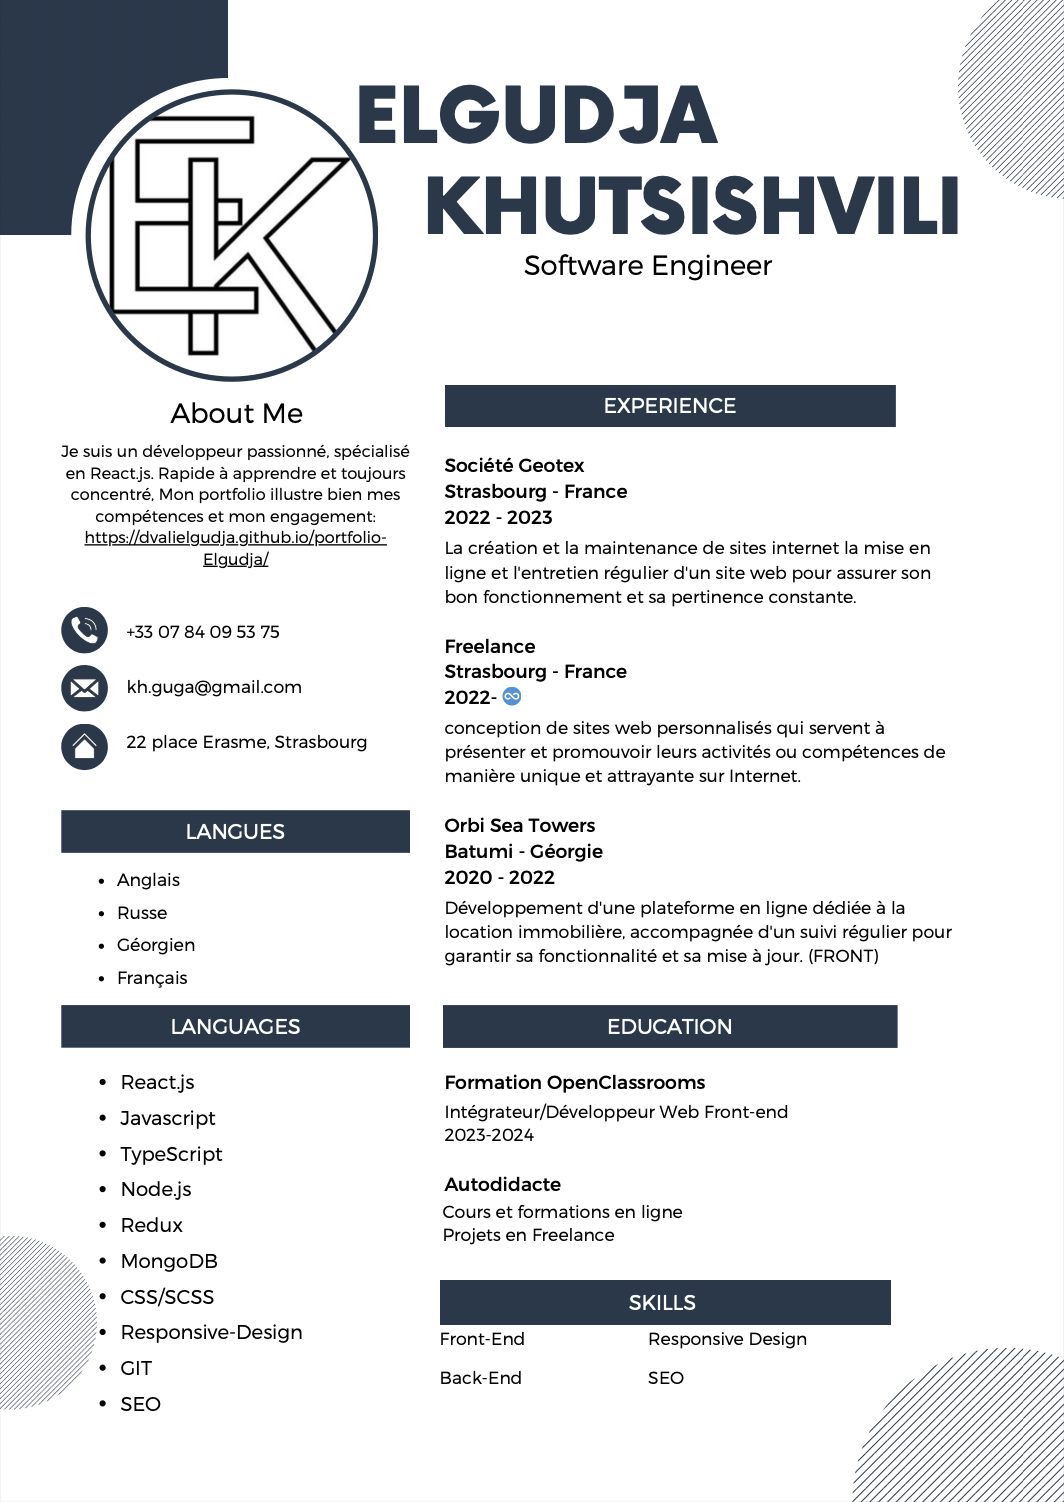 EK
ELGUDJA
KHUTSISHVILI
Software Engineer
About Me
Je suis un développeur passionné, spécialisé
en React.js. Rapide à apprendre et toujours
concentré, Mon portfolio illustre bien mes
compétences et mon engagement:
https://dvalielgudja.github.io/portfolio-
Elgudja/
+33 07 84 09 53 75
kh.guga@gmail.com
22 place Erasme, Strasbourg
LANGUES
• Anglais
• Russe
• Géorgien
• Français
LANGUAGES
• React.js
• Javascript
• TypeScript
• Node.js
• Redux
• MongoDB
• CSS/SCSS
• Responsive-Design
• GIT
• SEO
EXPERIENCE
Société Geotex
Strasbourg - France
2022 - 2023
La création et la maintenance de sites internet la mise en
ligne et l'entretien régulier d'un site web pour assurer son
bon fonctionnement et sa pertinence constante.
Freelance
Strasbourg - France
2022- ♾
conception de sites web personnalisés qui servent à
présenter et promouvoir leurs activités ou compétences de
manière unique et attrayante sur Internet.
Orbi Sea Towers
Batumi - Géorgie
2020 - 2022
Développement d'une plateforme en ligne dédiée à la
location immobilière, accompagnée d'un suivi régulier pour
garantir sa fonctionnalité et sa mise à jour. (FRONT)
EDUCATION
Formation OpenClassrooms
Intégrateur/Développeur Web Front-end
2023-2024
Autodidacte
Cours et formations en ligne
Projets en Freelance
SKILLS
Front-End Responsive Design
Back-End SEO